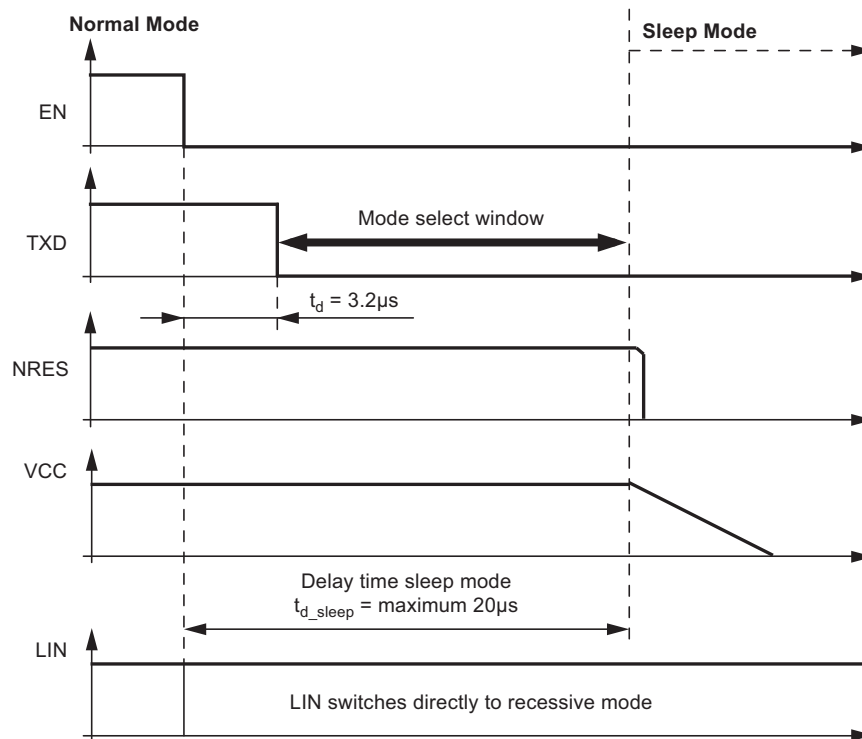 Normal Mode
Sleep Mode
EN
TXD
Mode select window
t_d = 3.2µs
NRES
VCC
Delay time sleep mode
t_d_sleep = maximum 20µs
LIN
LIN switches directly to recessive mode